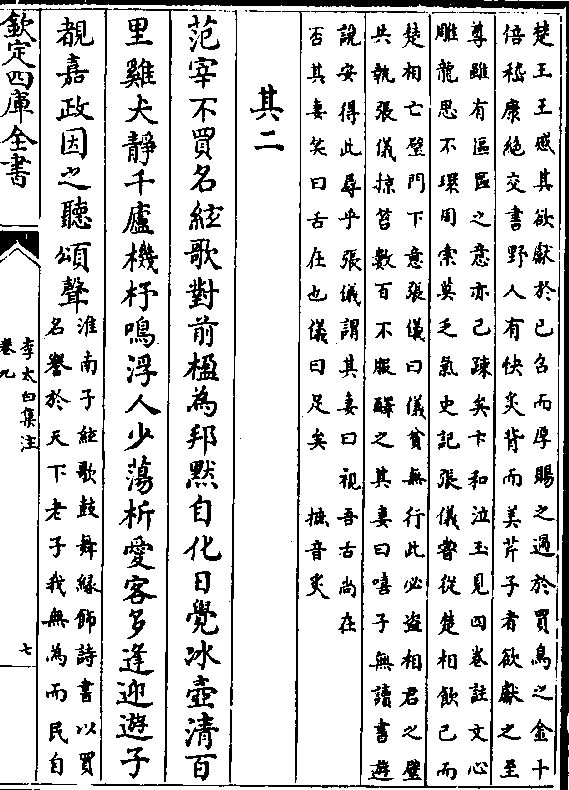 楚王王感其欲獻於己召而厚賜之過於買鳥之金十
倍嵇康絶交書野人有快炙背而美芹子者欲獻之至
尊雖有區區之意亦已疎矣卞和泣玉見四卷註文心
雕龍思不環周索莫乏氣史記張儀嘗從楚相飲已而
楚相亡璧門下意張儀曰儀貧無行此必盜相君之璧
共執張儀掠笞數百不服醳之其妻曰嘻子無讀書遊
說安得此辱乎張儀謂其妻曰視吾舌尚在
否其妻笑曰舌在也儀曰足矣　摭音炙
其二
范宰不買名絃歌對前楹為邦默自化日覺冰壺清百
里雞犬靜千廬機杼鳴浮人少蕩析愛客多逢迎遊子
覩嘉政因之聽頌聲
淮南子絃歌鼓舞緣飾詩書以買
名譽於天下老子我無為而民自
欽定四庫全書
李太白集注
卷九
七